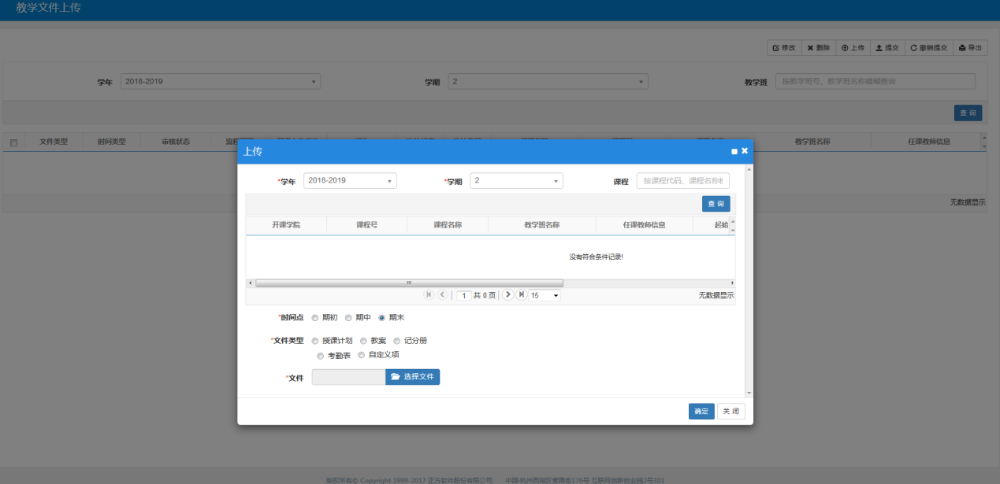 教学文件上传
修改 删除 上传 提交 撤销提交 导出
学年 2018-2019 学期 2 教学班 按教学班号、教学班名称模糊查询
查 询
文件类型 时间类型 审核状态 教学班名称 任课教师信息
无数据显示
上传
*学年 2018-2019 *学期 2 课程 按课程代码、课程名称
查 询
开课学院 课程号 课程名称 教学班名称 任课教师信息 起始
没有符合条件记录!
1 共 0 页 15 无数据显示
*时间点 期初 期中 期末
*文件类型 授课计划 教案 记分册
考勤表 自定义项
*文件 选择文件
确定 关 闭
版权所有© Copyright 1999-2017 正方软件股份有限公司 中国·杭州西湖区紫霞街176号 互联网创新创业园2号301